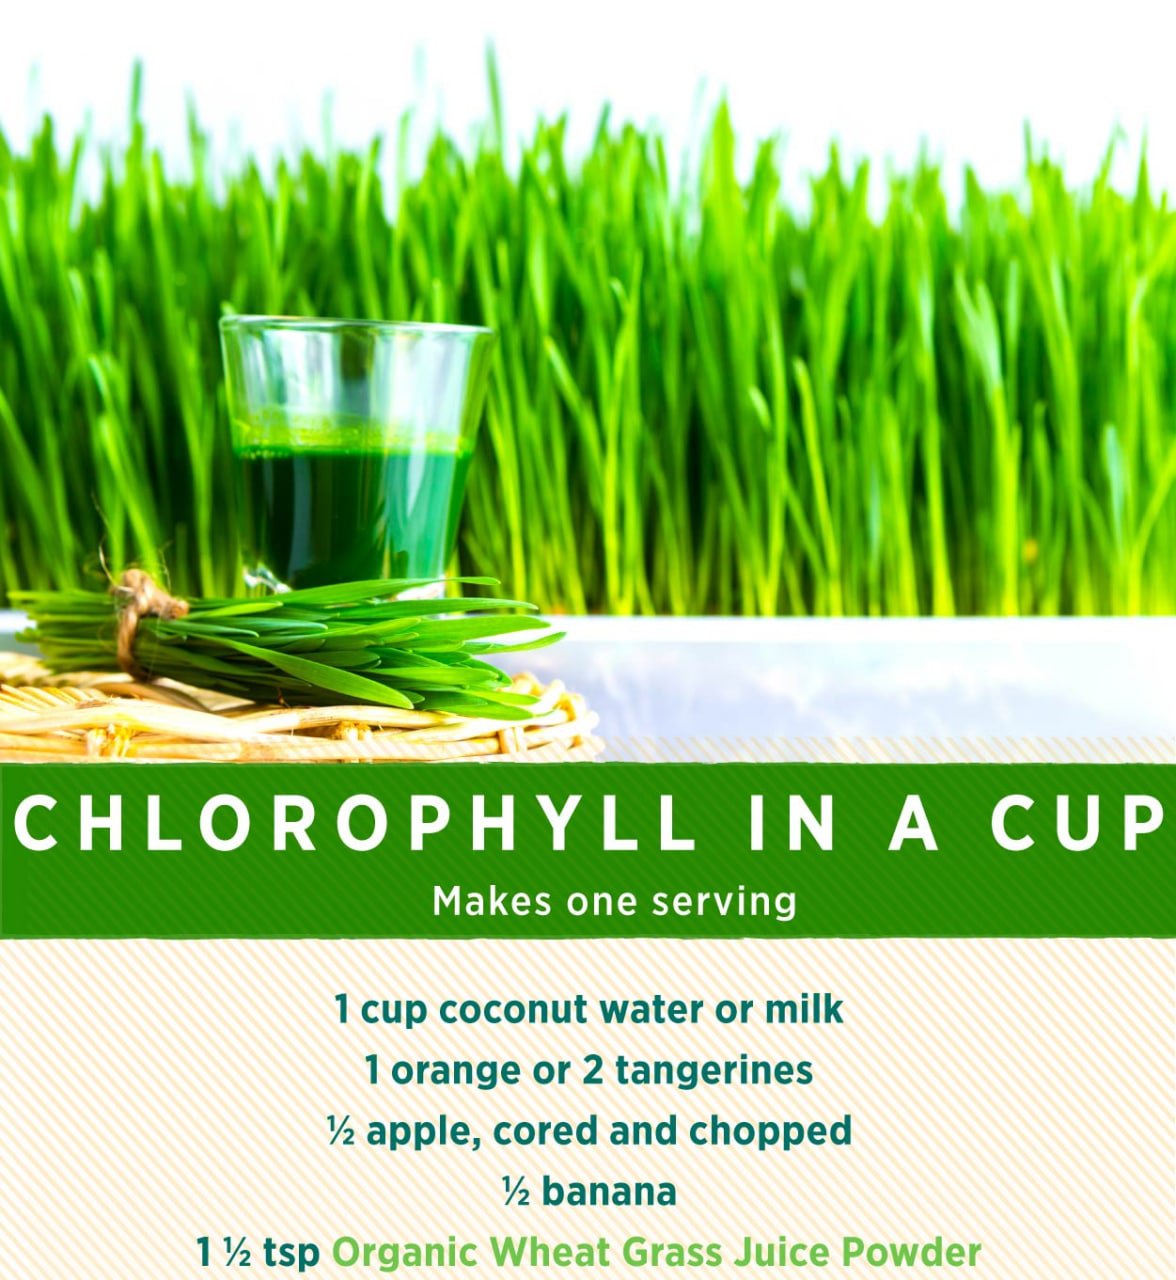 CHLOROPHYLL IN A CUP
Makes one serving
1 cup coconut water or milk
1 orange or 2 tangerines
½ apple, cored and chopped
½ banana
1 ½ tsp Organic Wheat Grass Juice Powder